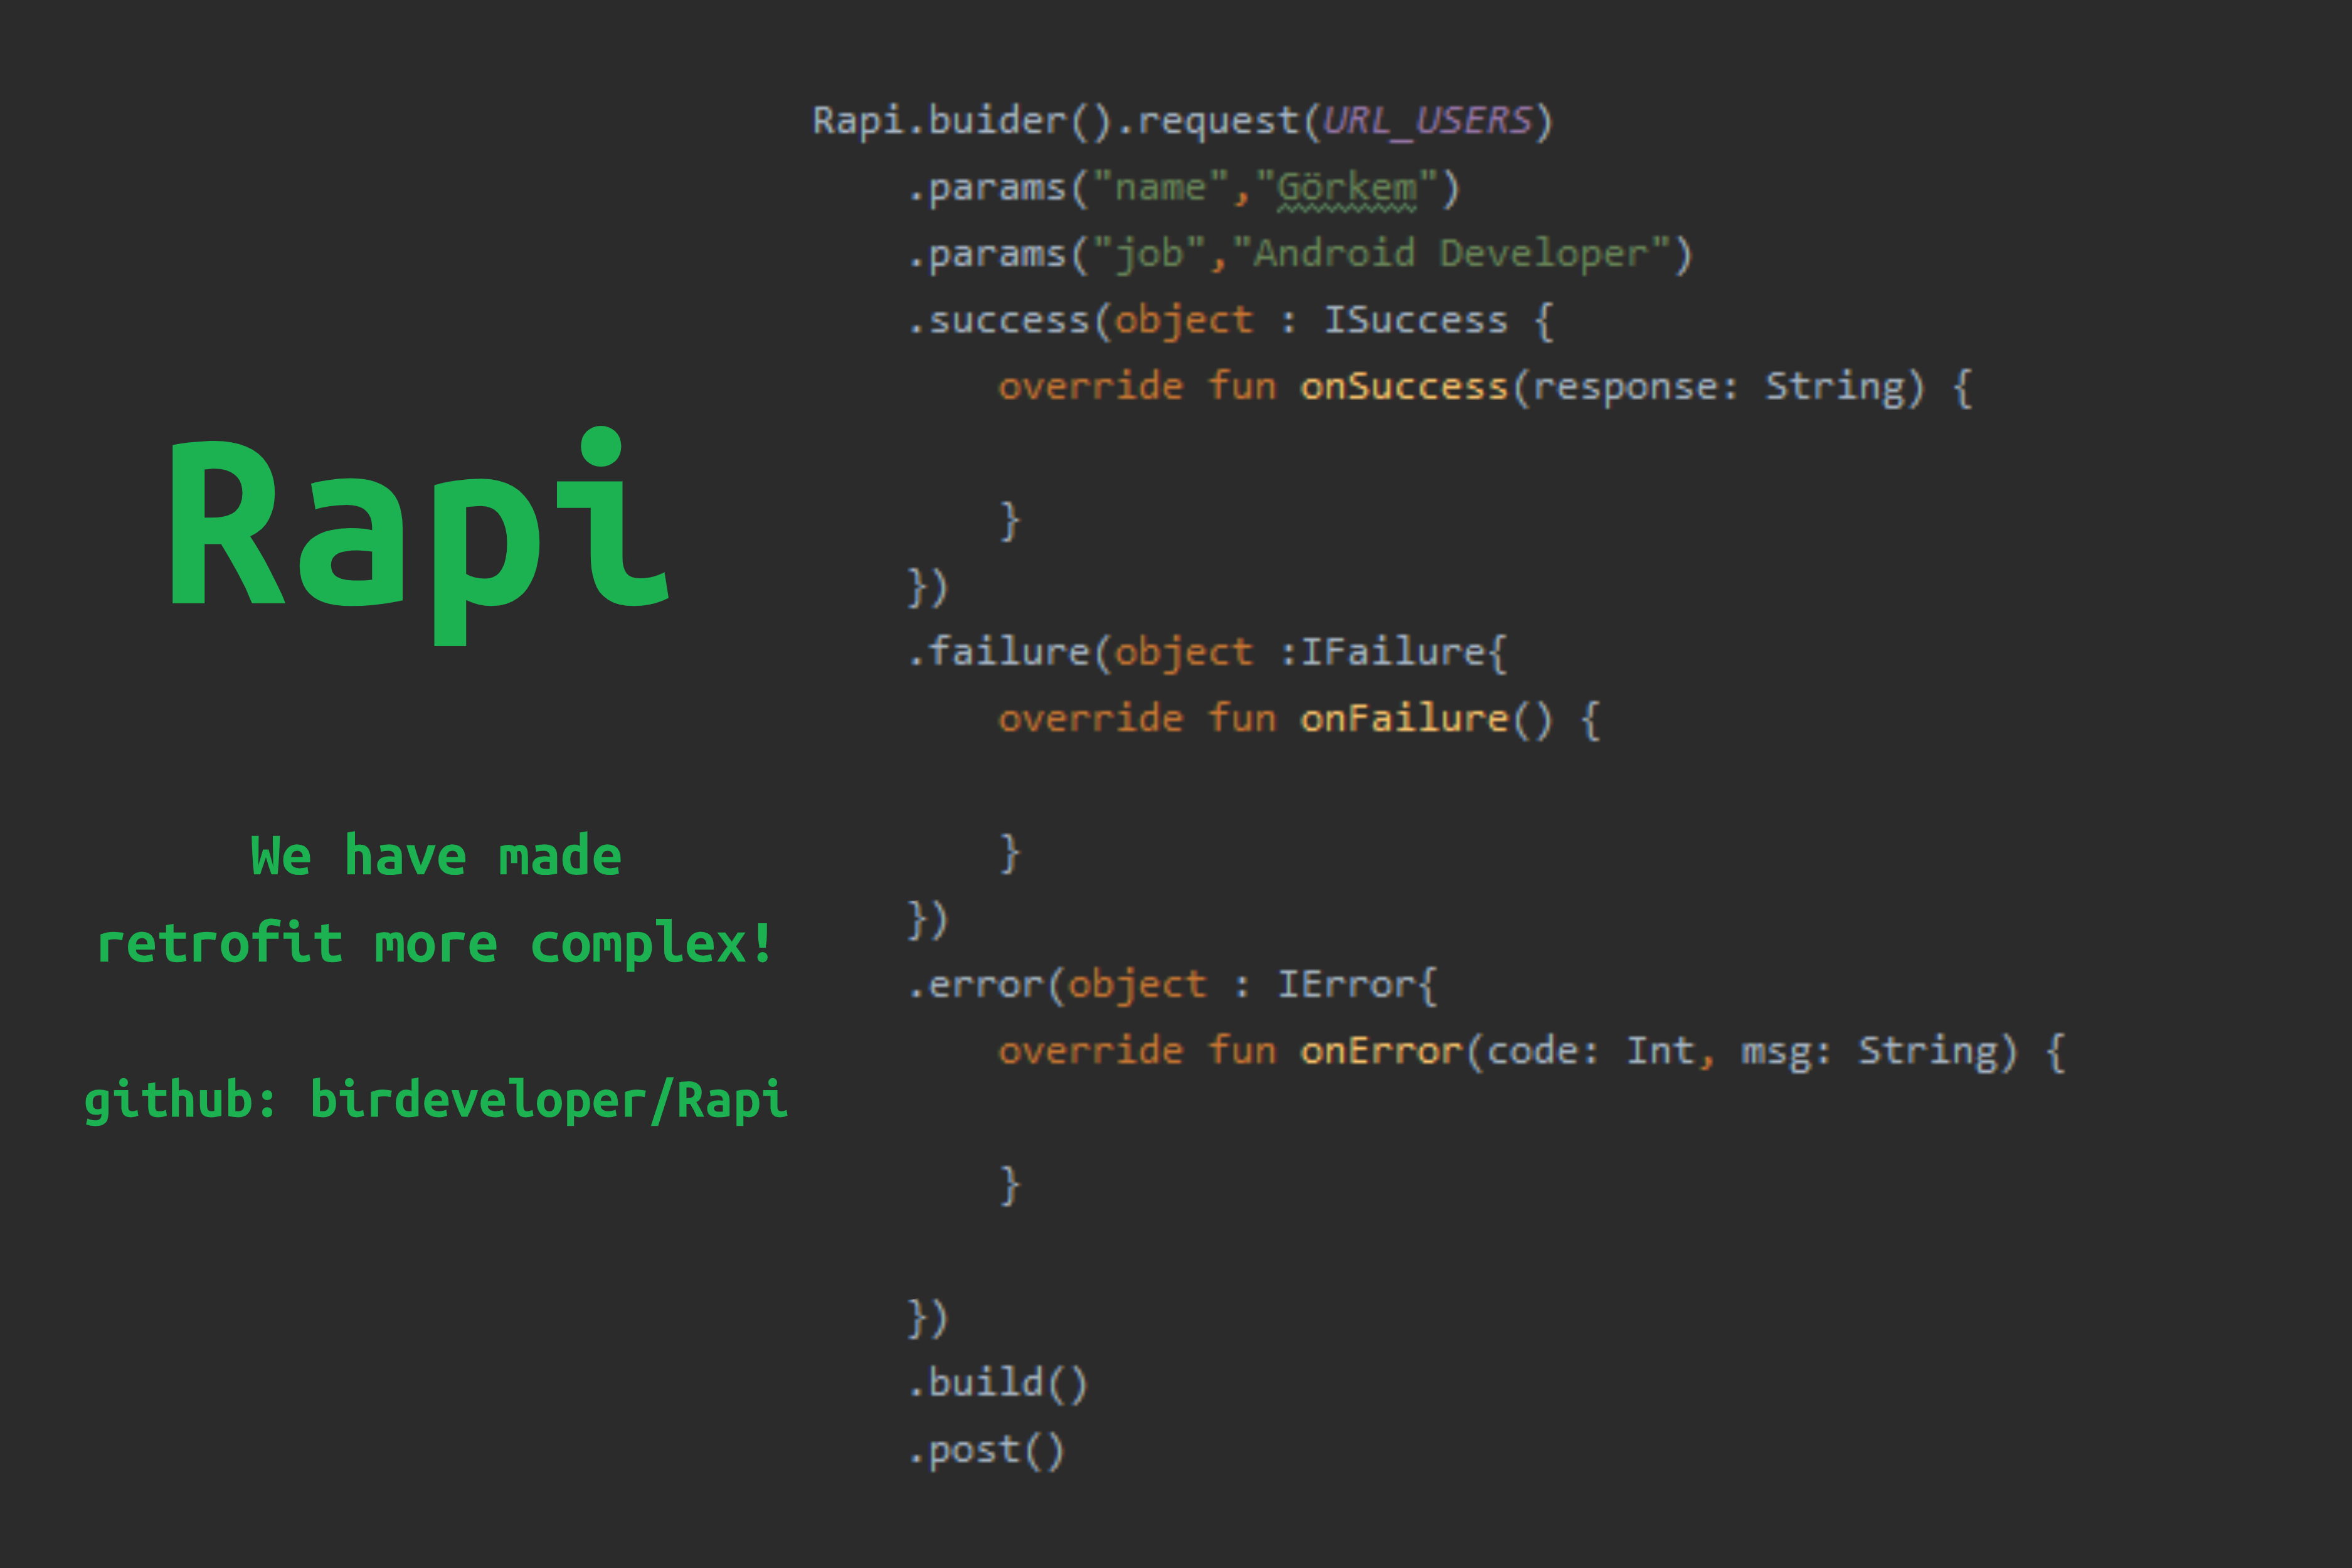 Rapi
We have made
retrofit more complex!
github: birdeveloper/Rapi
Rapi.buider().request(URL_USERS)
.params("name","Görkem")
.params("job","Android Developer")
.success(object : ISuccess {
override fun onSuccess(response: String) {
}
})
.failure(object :IFailure{
override fun onFailure() {
}
})
.error(object : IError{
override fun onError(code: Int, msg: String) {
}
})
.build()
.post()